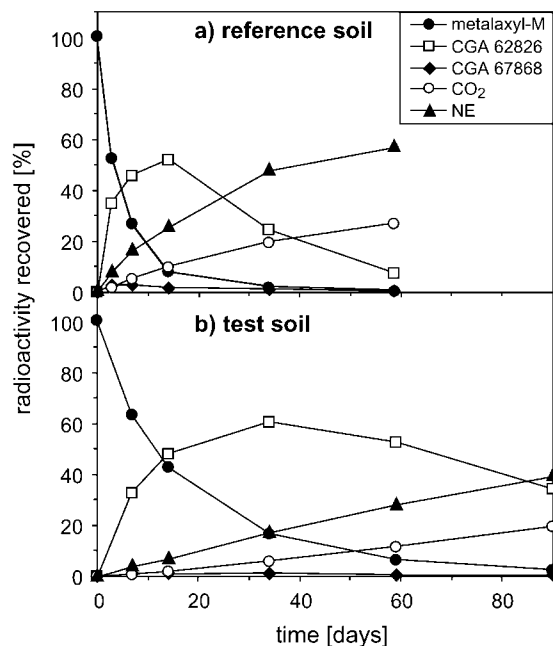 radioactivity recovered [%]
a) reference soil
metalaxyl-M
CGA 62826
CGA 67868
CO2
NE
100
80
60
40
20
0
b) test soil
100
80
60
40
20
0
0 20 40 60 80
time [days]